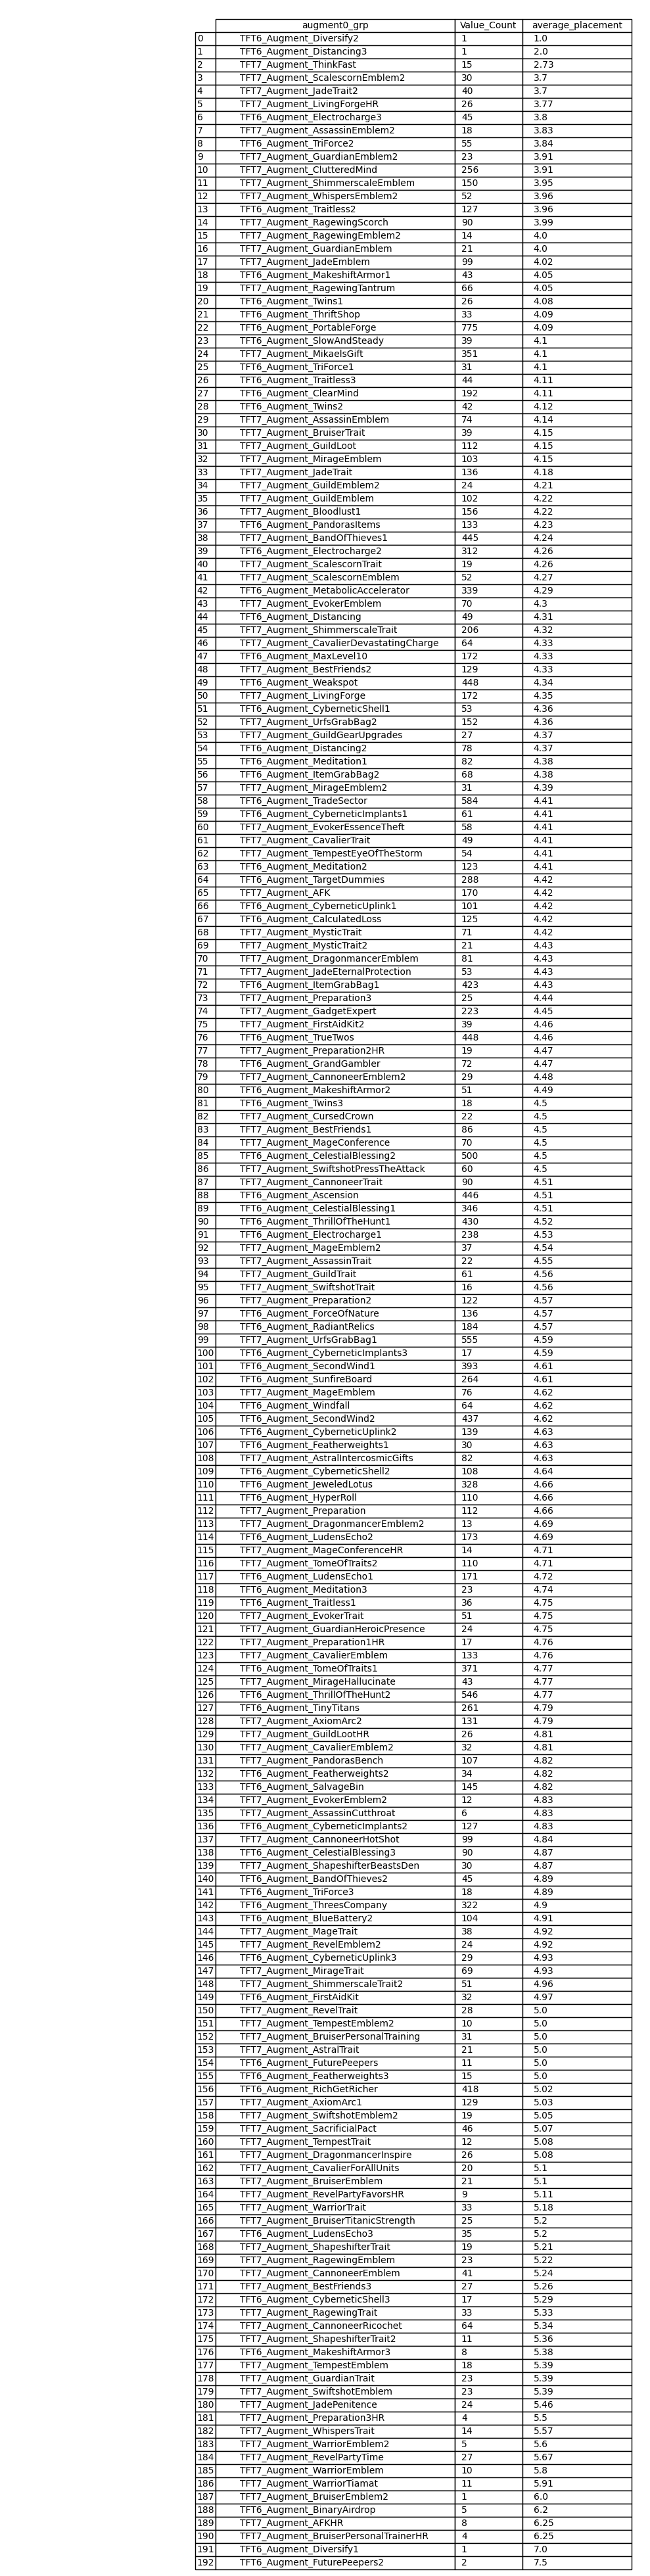 augment0_grp Value_Count average_placement
0 TFT6_Augment_Diversify2 1 1.0
1 TFT6_Augment_Distancing3 1 2.0
2 TFT7_Augment_ThinkFast 15 2.73
3 TFT7_Augment_ScalescornEmblem2 30 3.7
4 TFT7_Augment_JadeTrait2 40 3.7
5 TFT7_Augment_LivingForgeHR 26 3.77
6 TFT6_Augment_Electrocharge3 45 3.8
7 TFT7_Augment_AssassinEmblem2 18 3.83
8 TFT6_Augment_TriForce2 55 3.84
9 TFT7_Augment_GuardianEmblem2 23 3.91
10 TFT7_Augment_ClutteredMind 256 3.91
11 TFT7_Augment_ShimmerscaleEmblem 150 3.95
12 TFT7_Augment_WhispersEmblem2 52 3.96
13 TFT6_Augment_Traitless2 127 3.96
14 TFT7_Augment_RagewingScorch 90 3.99
15 TFT7_Augment_RagewingEmblem2 14 4.0
16 TFT7_Augment_GuardianEmblem 21 4.0
17 TFT7_Augment_JadeEmblem 99 4.02
18 TFT6_Augment_MakeshiftArmor1 43 4.05
19 TFT7_Augment_RagewingTantrum 66 4.05
20 TFT6_Augment_Twins1 26 4.08
21 TFT6_Augment_ThriftShop 33 4.09
22 TFT6_Augment_PortableForge 775 4.09
23 TFT6_Augment_SlowAndSteady 39 4.1
24 TFT7_Augment_MikaelsGift 351 4.1
25 TFT6_Augment_TriForce1 31 4.1
26 TFT6_Augment_Traitless3 44 4.11
27 TFT6_Augment_ClearMind 192 4.11
28 TFT6_Augment_Twins2 42 4.12
29 TFT7_Augment_AssassinEmblem 74 4.14
30 TFT7_Augment_BruiserTrait 39 4.15
31 TFT7_Augment_GuildLoot 112 4.15
32 TFT7_Augment_MirageEmblem 103 4.15
33 TFT7_Augment_JadeTrait 136 4.18
34 TFT7_Augment_GuildEmblem2 24 4.21
35 TFT7_Augment_GuildEmblem 102 4.22
36 TFT7_Augment_Bloodlust1 156 4.22
37 TFT6_Augment_PandorasItems 133 4.23
38 TFT7_Augment_BandOfThieves1 445 4.24
39 TFT6_Augment_Electrocharge2 312 4.26
40 TFT7_Augment_ScalescornTrait 19 4.26
41 TFT7_Augment_ScalescornEmblem 52 4.27
42 TFT6_Augment_MetabolicAccelerator 339 4.29
43 TFT7_Augment_EvokerEmblem 70 4.3
44 TFT6_Augment_Distancing 49 4.31
45 TFT7_Augment_ShimmerscaleTrait 206 4.32
46 TFT7_Augment_CavalierDevastatingCharge 64 4.33
47 TFT6_Augment_MaxLevel10 172 4.33
48 TFT7_Augment_BestFriends2 129 4.33
49 TFT6_Augment_Weakspot 448 4.34
50 TFT7_Augment_LivingForge 172 4.35
51 TFT6_Augment_CyberneticShell1 53 4.36
52 TFT7_Augment_UrfsGrabBag2 152 4.36
53 TFT7_Augment_GuildGearUpgrades 27 4.37
54 TFT6_Augment_Distancing2 78 4.37
55 TFT6_Augment_Meditation1 82 4.38
56 TFT6_Augment_ItemGrabBag2 68 4.38
57 TFT7_Augment_MirageEmblem2 31 4.39
58 TFT6_Augment_TradeSector 584 4.41
59 TFT6_Augment_CyberneticImplants1 61 4.41
60 TFT7_Augment_EvokerEssenceTheft 58 4.41
61 TFT7_Augment_CavalierTrait 49 4.41
62 TFT7_Augment_TempestEyeOfTheStorm 54 4.41
63 TFT6_Augment_Meditation2 123 4.41
64 TFT6_Augment_TargetDummies 288 4.42
65 TFT7_Augment_AFK 170 4.42
66 TFT6_Augment_CyberneticUplink1 101 4.42
67 TFT6_Augment_CalculatedLoss 125 4.42
68 TFT7_Augment_MysticTrait 71 4.42
69 TFT7_Augment_MysticTrait2 21 4.43
70 TFT7_Augment_DragonmancerEmblem 81 4.43
71 TFT7_Augment_JadeEternalProtection 53 4.43
72 TFT6_Augment_ItemGrabBag1 423 4.43
73 TFT7_Augment_Preparation3 25 4.44
74 TFT7_Augment_GadgetExpert 223 4.45
75 TFT7_Augment_FirstAidKit2 39 4.46
76 TFT6_Augment_TrueTwos 448 4.46
77 TFT7_Augment_Preparation2HR 19 4.47
78 TFT6_Augment_GrandGambler 72 4.47
79 TFT7_Augment_CannoneerEmblem2 29 4.48
80 TFT6_Augment_MakeshiftArmor2 51 4.49
81 TFT6_Augment_Twins3 18 4.5
82 TFT7_Augment_CursedCrown 22 4.5
83 TFT7_Augment_BestFriends1 86 4.5
84 TFT7_Augment_MageConference 70 4.5
85 TFT6_Augment_CelestialBlessing2 500 4.5
86 TFT7_Augment_SwiftshotPressTheAttack 60 4.5
87 TFT7_Augment_CannoneerTrait 90 4.51
88 TFT6_Augment_Ascension 446 4.51
89 TFT6_Augment_CelestialBlessing1 346 4.51
90 TFT6_Augment_ThrillOfTheHunt1 430 4.52
91 TFT6_Augment_Electrocharge1 238 4.53
92 TFT7_Augment_MageEmblem2 37 4.54
93 TFT7_Augment_AssassinTrait 22 4.55
94 TFT7_Augment_GuildTrait 61 4.56
95 TFT7_Augment_SwiftshotTrait 16 4.56
96 TFT7_Augment_Preparation2 122 4.57
97 TFT6_Augment_ForceOfNature 136 4.57
98 TFT6_Augment_RadiantRelics 184 4.57
99 TFT7_Augment_UrfsGrabBag1 555 4.59
100 TFT6_Augment_CyberneticImplants3 17 4.59
101 TFT6_Augment_SecondWind1 393 4.61
102 TFT6_Augment_SunfireBoard 264 4.61
103 TFT7_Augment_MageEmblem 76 4.62
104 TFT6_Augment_Windfall 64 4.62
105 TFT6_Augment_SecondWind2 437 4.62
106 TFT6_Augment_CyberneticUplink2 139 4.63
107 TFT6_Augment_Featherweights1 30 4.63
108 TFT7_Augment_AstralIntercosmicGifts 82 4.63
109 TFT6_Augment_CyberneticShell2 108 4.64
110 TFT6_Augment_JeweledLotus 328 4.66
111 TFT6_Augment_HyperRoll 110 4.66
112 TFT7_Augment_Preparation 112 4.66
113 TFT7_Augment_DragonmancerEmblem2 13 4.69
114 TFT6_Augment_LudensEcho2 173 4.69
115 TFT7_Augment_MageConferenceHR 14 4.71
116 TFT7_Augment_TomeOfTraits2 110 4.71
117 TFT6_Augment_LudensEcho1 171 4.72
118 TFT6_Augment_Meditation3 23 4.74
119 TFT6_Augment_Traitless1 36 4.75
120 TFT7_Augment_EvokerTrait 51 4.75
121 TFT7_Augment_GuardianHeroicPresence 24 4.75
122 TFT7_Augment_Preparation1HR 17 4.76
123 TFT7_Augment_CavalierEmblem 133 4.76
124 TFT6_Augment_TomeOfTraits1 371 4.77
125 TFT7_Augment_MirageHallucinate 43 4.77
126 TFT6_Augment_ThrillOfTheHunt2 546 4.77
127 TFT6_Augment_TinyTitans 261 4.79
128 TFT7_Augment_AxiomArc2 131 4.79
129 TFT7_Augment_GuildLootHR 26 4.81
130 TFT7_Augment_CavalierEmblem2 32 4.81
131 TFT7_Augment_PandorasBench 107 4.82
132 TFT6_Augment_Featherweights2 34 4.82
133 TFT6_Augment_SalvageBin 145 4.82
134 TFT7_Augment_EvokerEmblem2 12 4.83
135 TFT7_Augment_AssassinCutthroat 6 4.83
136 TFT6_Augment_CyberneticImplants2 127 4.83
137 TFT7_Augment_CannoneerHotShot 99 4.84
138 TFT6_Augment_CelestialBlessing3 90 4.87
139 TFT7_Augment_ShapeshifterBeastsDen 30 4.87
140 TFT7_Augment_BandOfThieves2 45 4.89
141 TFT6_Augment_TriForce3 18 4.89
142 TFT6_Augment_ThreesCompany 322 4.9
143 TFT6_Augment_BlueBattery2 104 4.91
144 TFT7_Augment_MageTrait 38 4.92
145 TFT7_Augment_RevelEmblem2 24 4.92
146 TFT6_Augment_CyberneticUplink3 29 4.93
147 TFT7_Augment_MirageTrait 69 4.93
148 TFT7_Augment_ShimmerscaleTrait2 51 4.96
149 TFT6_Augment_FirstAidKit 32 4.97
150 TFT7_Augment_RevelTrait 28 5.0
151 TFT7_Augment_TempestEmblem2 10 5.0
152 TFT7_Augment_BruiserPersonalTraining 31 5.0
153 TFT7_Augment_AstralTrait 21 5.0
154 TFT6_Augment_FuturePeepers 11 5.0
155 TFT6_Augment_Featherweights3 15 5.0
156 TFT6_Augment_RichGetRicher 418 5.02
157 TFT7_Augment_AxiomArc1 129 5.03
158 TFT7_Augment_SwiftshotEmblem2 19 5.05
159 TFT7_Augment_SacrificialPact 46 5.07
160 TFT7_Augment_TempestTrait 12 5.08
161 TFT7_Augment_DragonmancerInspire 26 5.08
162 TFT7_Augment_CavalierForAllUnits 20 5.1
163 TFT7_Augment_BruiserEmblem 21 5.1
164 TFT7_Augment_RevelPartyFavorsHR 9 5.11
165 TFT7_Augment_WarriorTrait 33 5.18
166 TFT7_Augment_BruiserTitanicStrength 25 5.2
167 TFT6_Augment_LudensEcho3 35 5.2
168 TFT7_Augment_ShapeshifterTrait 19 5.21
169 TFT7_Augment_RagewingEmblem 23 5.22
170 TFT7_Augment_CannoneerEmblem 41 5.24
171 TFT7_Augment_BestFriends3 27 5.26
172 TFT6_Augment_CyberneticShell3 17 5.29
173 TFT7_Augment_RagewingTrait 33 5.33
174 TFT7_Augment_CannoneerRicochet 64 5.34
175 TFT7_Augment_ShapeshifterTrait2 11 5.36
176 TFT6_Augment_MakeshiftArmor3 8 5.38
177 TFT7_Augment_TempestEmblem 18 5.39
178 TFT7_Augment_GuardianTrait 23 5.39
179 TFT7_Augment_SwiftshotEmblem 23 5.39
180 TFT7_Augment_JadePenitence 24 5.46
181 TFT7_Augment_Preparation3HR 4 5.5
182 TFT7_Augment_WhispersTrait 14 5.57
183 TFT7_Augment_WarriorEmblem2 5 5.6
184 TFT7_Augment_RevelPartyTime 27 5.67
185 TFT7_Augment_WarriorEmblem 10 5.8
186 TFT7_Augment_WarriorTiamat 11 5.91
187 TFT7_Augment_BruiserEmblem2 1 6.0
188 TFT6_Augment_BinaryAirdrop 5 6.2
189 TFT7_Augment_AFKHR 8 6.25
190 TFT7_Augment_BruiserPersonalTrainerHR 4 6.25
191 TFT6_Augment_Diversify1 1 7.0
192 TFT6_Augment_FuturePeepers2 2 7.5